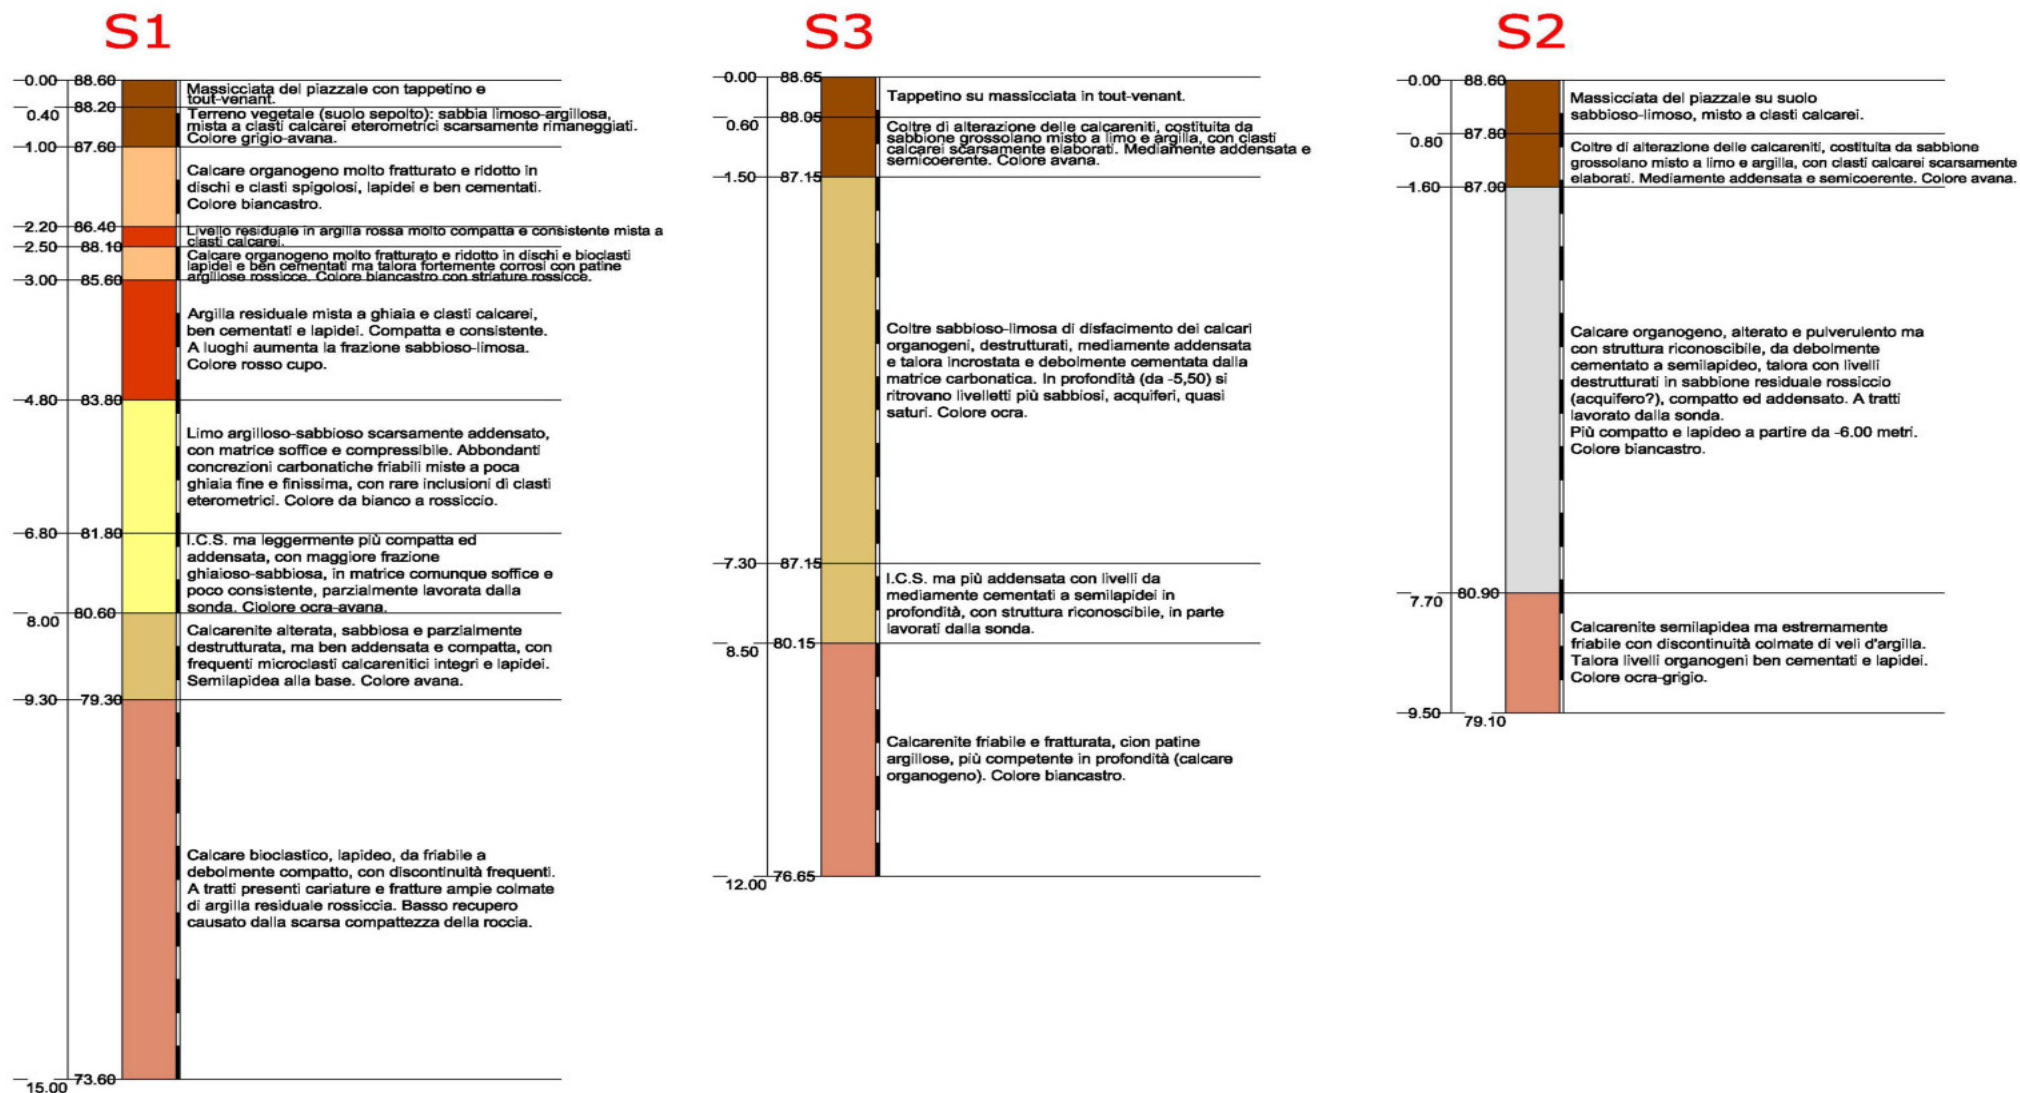 S1
0.00 88.60
Massicciata del piazzale con tappetino e
tout-venant.
0.40 88.20
Terreno vegetale (suolo sepolto): sabbia limoso-argillosa,
mista a clasti calcarei eterometrici scarsamente rimaneggiati.
Colore grigio-avana.
1.00 87.60
Calcare organogeno molto fratturato e ridotto in
dischi e clasti spigolosi, lapidei e ben cementati.
Colore biancastro.
2.20 86.40
Livello residuale in argilla rossa molto compatta e consistente mista a
clasti calcarei.
2.50 88.10
Calcare organogeno molto fratturato e ridotto in dischi e bioclasti
lapidei e ben cementati ma talora fortemente corrosi con patine
argillose rossicce. Colore biancastro con striature rossicce.
3.00 85.60
Argilla residuale mista a ghiaia e clasti calcarei,
ben cementati e lapidei. Compatta e consistente.
A luoghi aumenta la frazione sabbioso-limosa.
Colore rosso cupo.
4.80 83.80
Limo argilloso-sabbioso scarsamente addensato,
con matrice soffice e compressibile. Abbondanti
concrezioni carbonatiche friabili miste a poca
ghiaia fine e finissima, con rare inclusioni di clasti
eterometrici. Colore da bianco a rossiccio.
6.80 81.80
I.C.S. ma leggermente più compatta ed
addensata, con maggiore frazione
ghiaioso-sabbiosa, in matrice comunque soffice e
poco consistente, parzialmente lavorata dalla
sonda. Ciolore ocra-avana.
8.00 80.60
Calcarenite alterata, sabbiosa e parzialmente
destrutturata, ma ben addensata e compatta, con
frequenti microclasti calcarenitici integri e lapidei.
Semilapidea alla base. Colore avana.
9.30 79.30
Calcare bioclastico, lapideo, da friabile a
debolmente compatto, con discontinuità frequenti.
A tratti presenti cariature e fratture ampie colmate
di argilla residuale rossiccia. Basso recupero
causato dalla scarsa compattezza della roccia.
15.00 73.60
S3
0.00 88.65
Tappetino su massicciata in tout-venant.
0.60 88.05
Coltre di alterazione delle calcareniti, costituita da
sabbione grossolano misto a limo e argilla, con clasti
calcarei scarsamente elaborati. Mediamente addensata e
semicoerente. Colore avana.
1.50 87.15
Coltre sabbioso-limosa di disfacimento dei calcari
organogeni, destrutturati, mediamente addensata
e talora incrostata e debolmente cementata dalla
matrice carbonatica. In profondità (da -5,50) si
ritrovano livelletti più sabbiosi, acquiferi, quasi
saturi. Colore ocra.
7.30 87.15
I.C.S. ma più addensata con livelli da
mediamente cementati a semilapidei in
profondità, con struttura riconoscibile, in parte
lavorati dalla sonda.
8.50 80.15
Calcarenite friabile e fratturata, cion patine
argillose, più competente in profondità (calcare
organogeno). Colore biancastro.
12.00 76.65
S2
0.00 88.60
Massicciata del piazzale su suolo
sabbioso-limoso, misto a clasti calcarei.
0.80 87.80
Coltre di alterazione delle calcareniti, costituita da sabbione
grossolano misto a limo e argilla, con clasti calcarei scarsamente
elaborati. Mediamente addensata e semicoerente. Colore avana.
1.60 87.00
Calcare organogeno, alterato e pulverulento ma
con struttura riconoscibile, da debolmente
cementato a semilapideo, talora con livelli
destrutturati in sabbione residuale rossiccio
(acquifero?), compatto ed addensato. A tratti
lavorato dalla sonda.
Più compatto e lapideo a partire da -6.00 metri.
Colore biancastro.
7.70 80.90
Calcarenite semilapidea ma estremamente
friabile con discontinuità colmate di veli d'argilla.
Talora livelli organogeni ben cementati e lapidei.
Colore ocra-grigio.
9.50 79.10